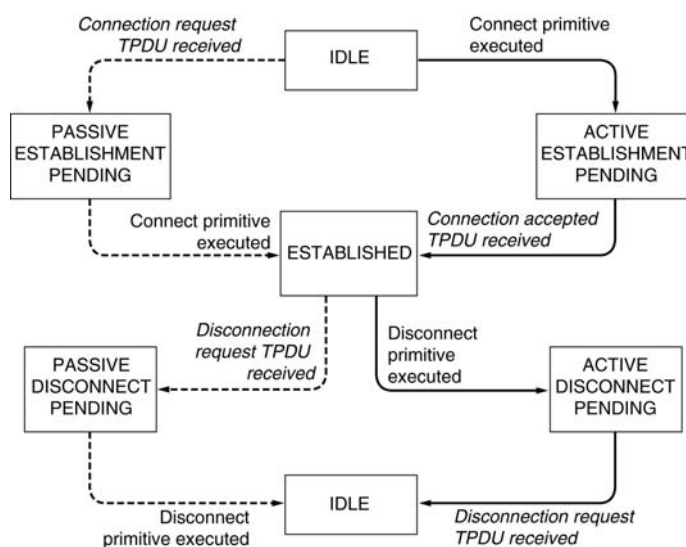 Connection request
TPDU received
IDLE
Connect primitive
executed
PASSIVE
ESTABLISHMENT
PENDING
ACTIVE
ESTABLISHMENT
PENDING
Connect primitive
executed
ESTABLISHED
Connection accepted
TPDU received
Disconnection
request TPDU
received
Disconnect
primitive
executed
PASSIVE
DISCONNECT
PENDING
ACTIVE
DISCONNECT
PENDING
IDLE
Disconnect
primitive executed
Disconnection request
TPDU received